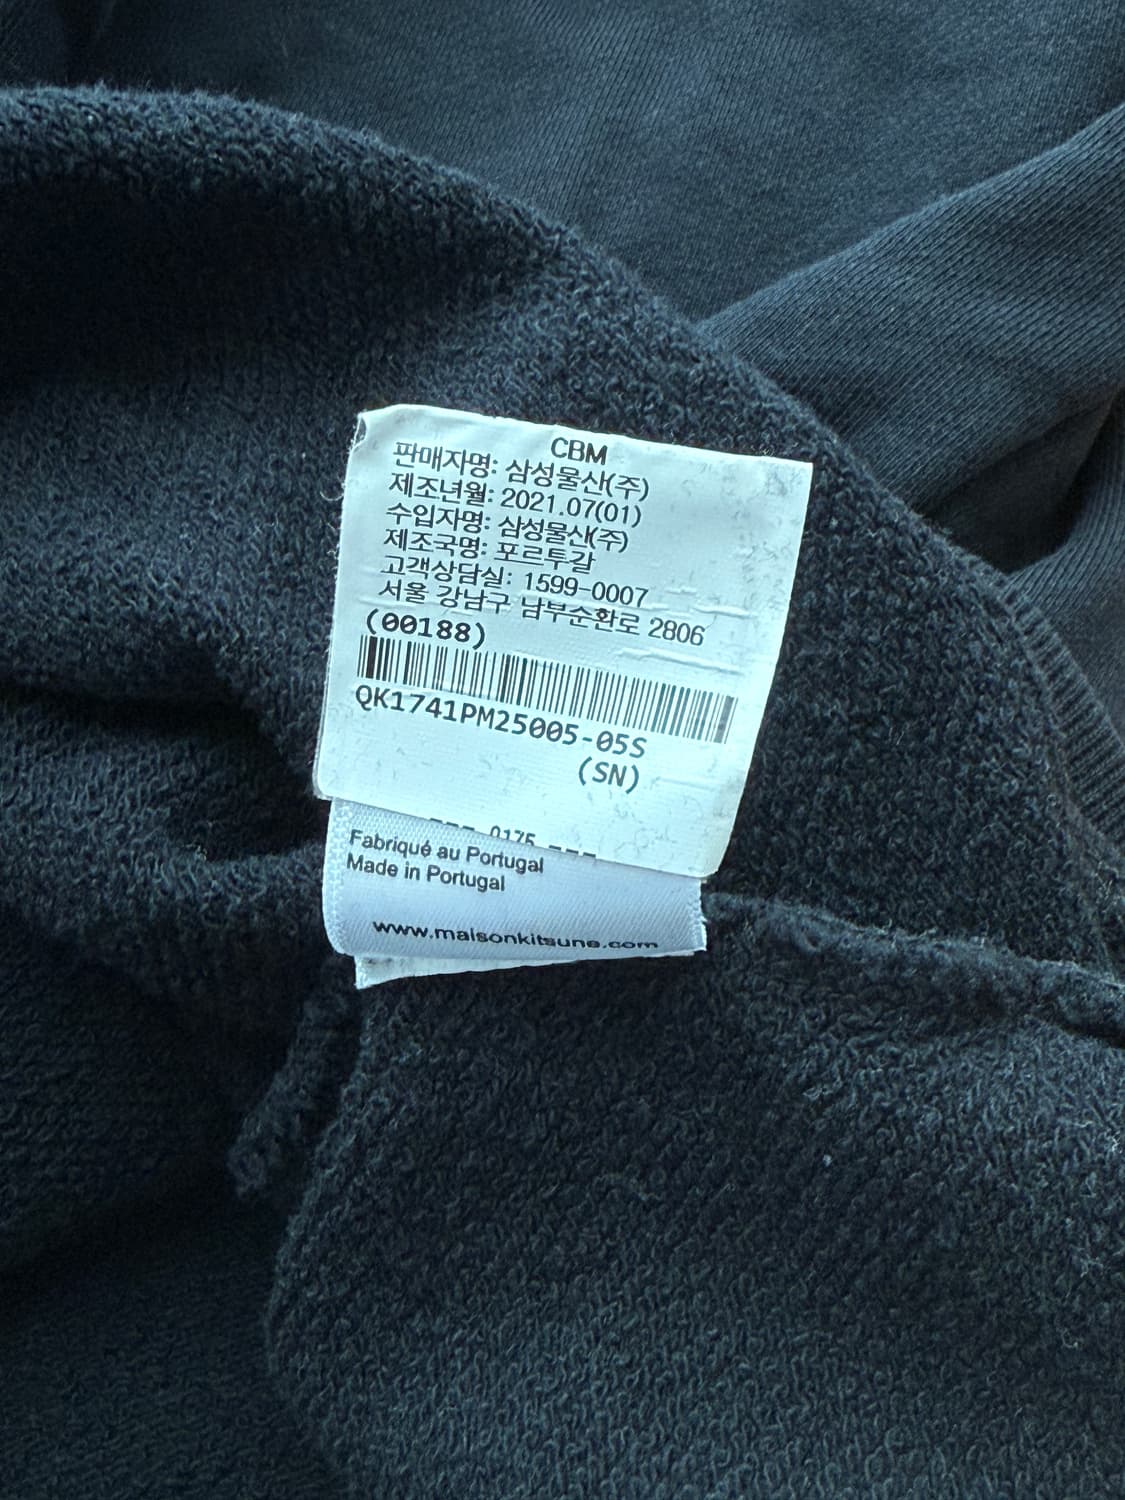 CBM
판매자명: 삼성물산(주)
제조년월: 2021.07(01)
수입자명: 삼성물산(주)
제조국명: 포르투갈
고객상담실: 1599-0007
서울 강남구 남부순환로 2806
(00188)
QK1741PM25005-05S
(SN)
--- 0175 ---
Fabriqué au Portugal
Made in Portugal
www.maisonkitsune.com